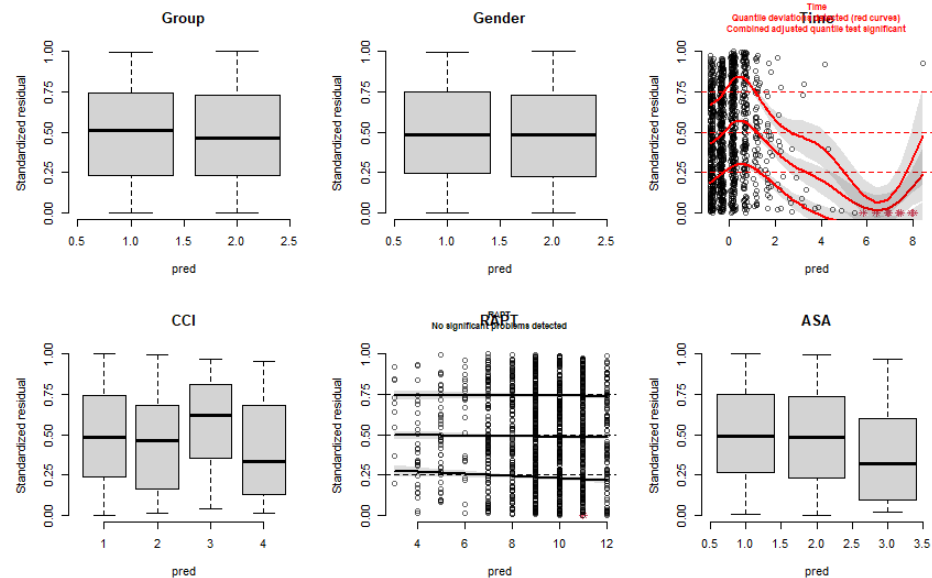 Group
Standardized residual
0.00 0.25 0.50 0.75 1.00
0.5 1.0 1.5 2.0 2.5
pred
Gender
Standardized residual
0.00 0.25 0.50 0.75 1.00
0.5 1.0 1.5 2.0 2.5
pred
Time
Time
Quantile deviations detected (red curves)
Combined adjusted quantile test significant
Standardized residual
0.00 0.25 0.50 0.75 1.00
0 2 4 6 8
pred
CCI
Standardized residual
0.00 0.25 0.50 0.75 1.00
1 2 3 4
pred
RAPT
RAPT
No significant problems detected
Standardized residual
0.00 0.25 0.50 0.75 1.00
4 6 8 10 12
pred
ASA
Standardized residual
0.00 0.25 0.50 0.75 1.00
0.5 1.0 1.5 2.0 2.5 3.0 3.5
pred